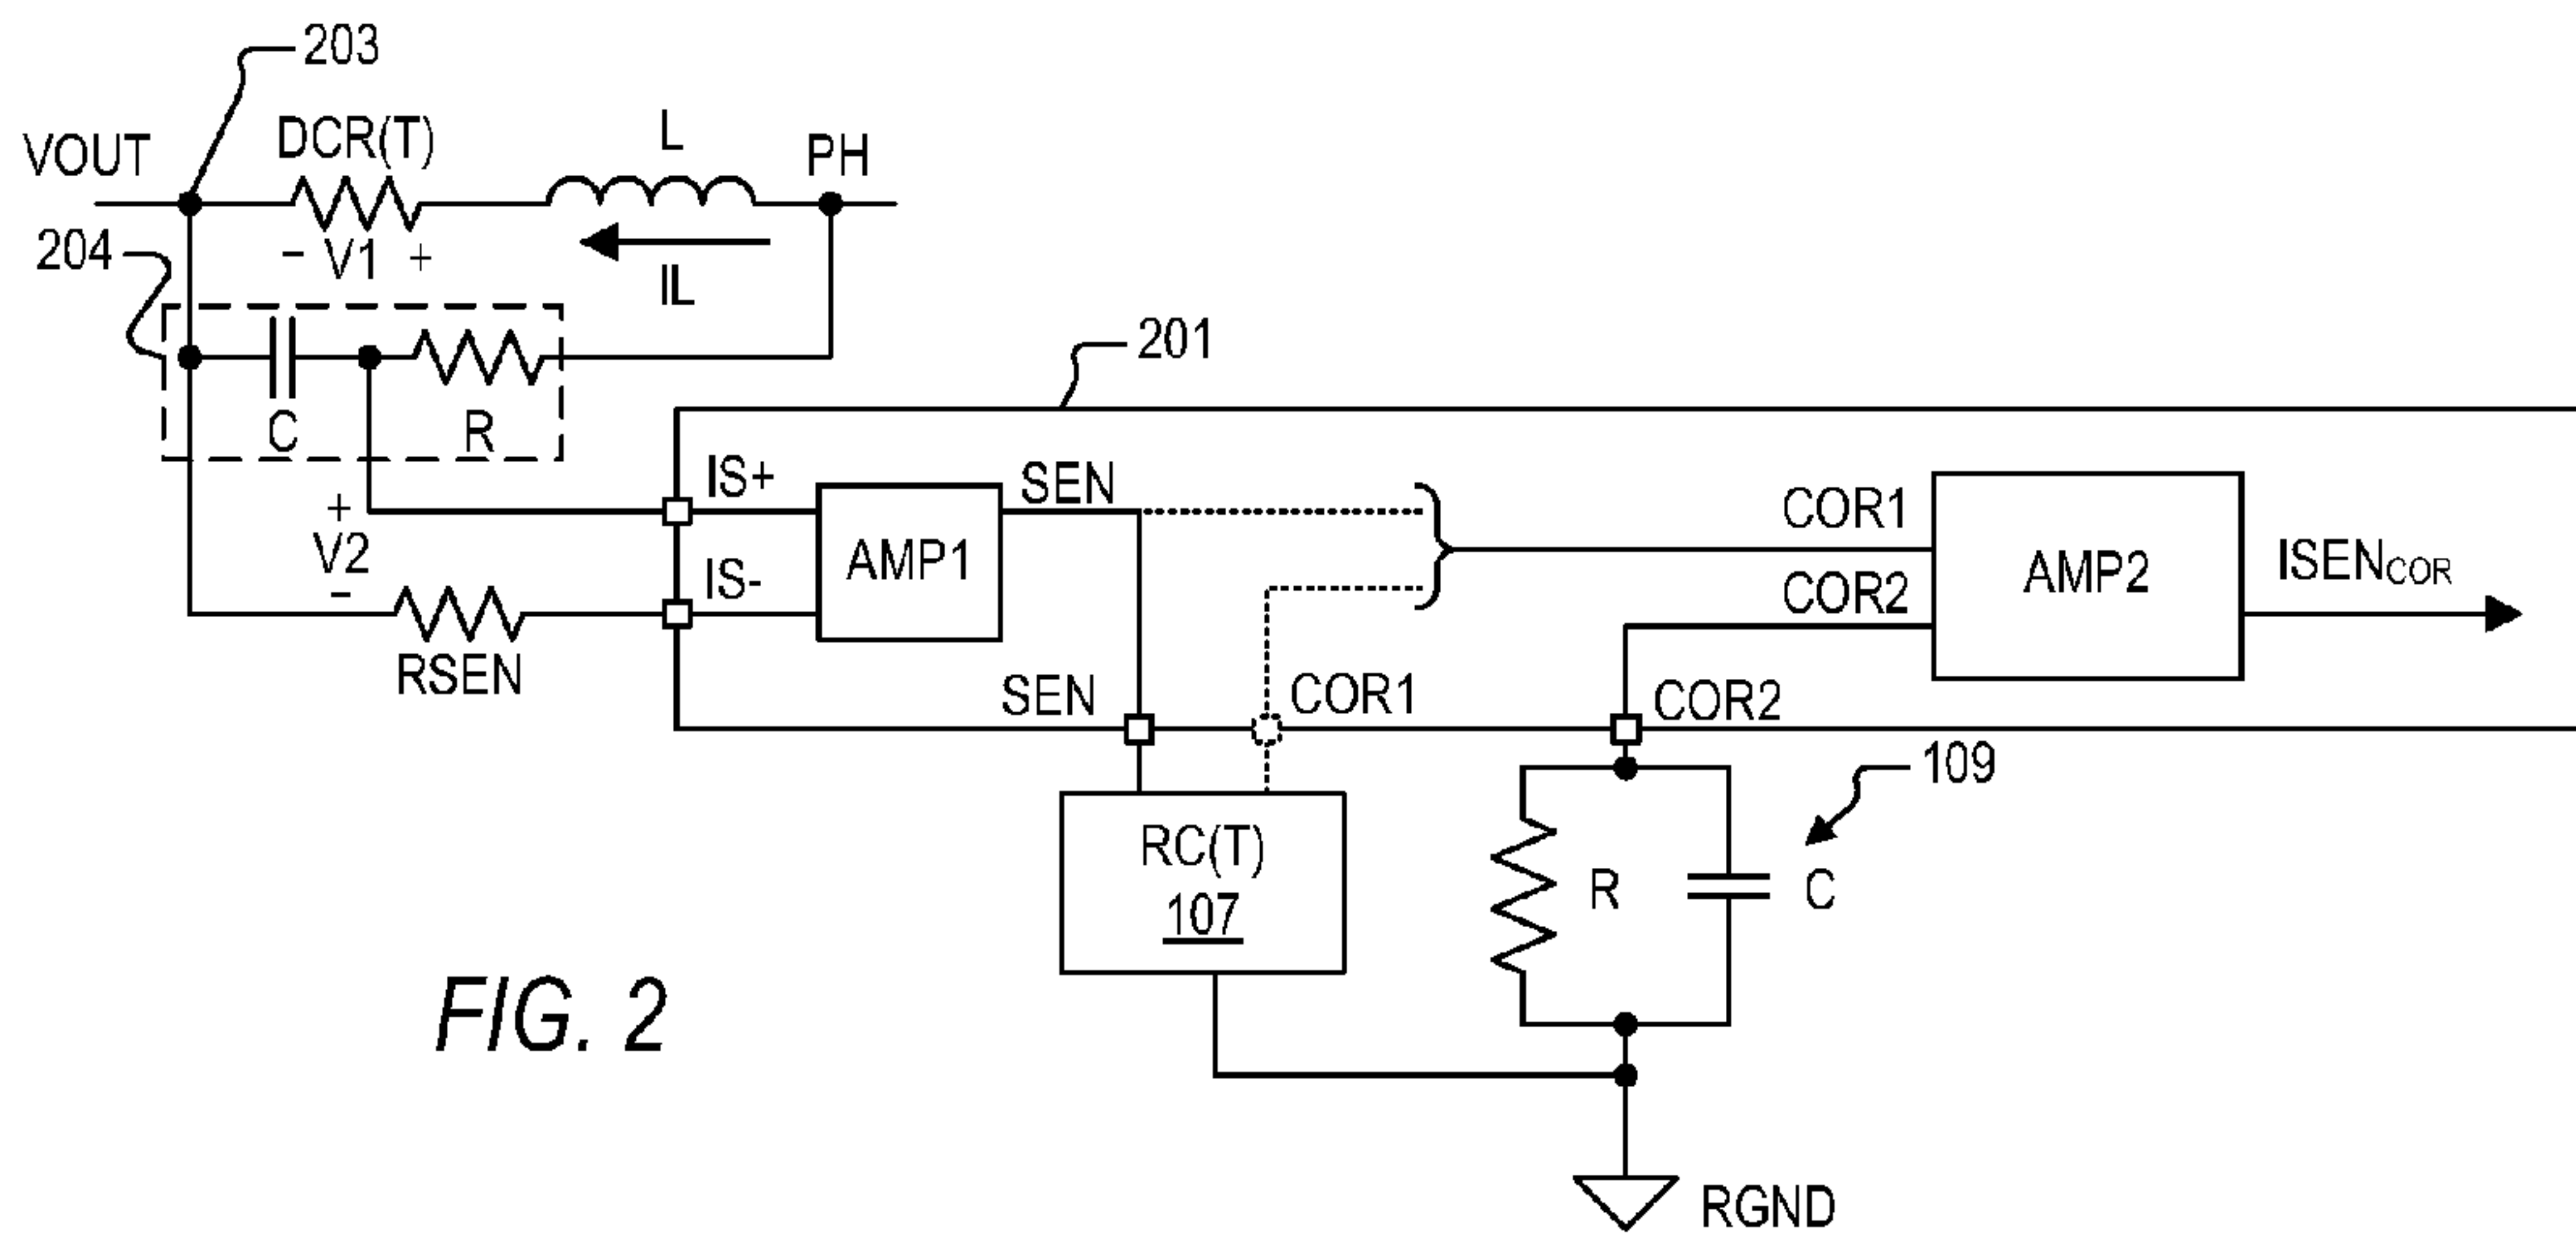 203
VOUT
DCR(T)
L
PH
204
- V1 +
IL
201
C
R
IS+
SEN
COR1
+
V2
-
AMP1
AMP2
ISENCOR
IS-
COR2
RSEN
SEN
COR1
COR2
109
RC(T)
107
R
C
FIG. 2
RGND